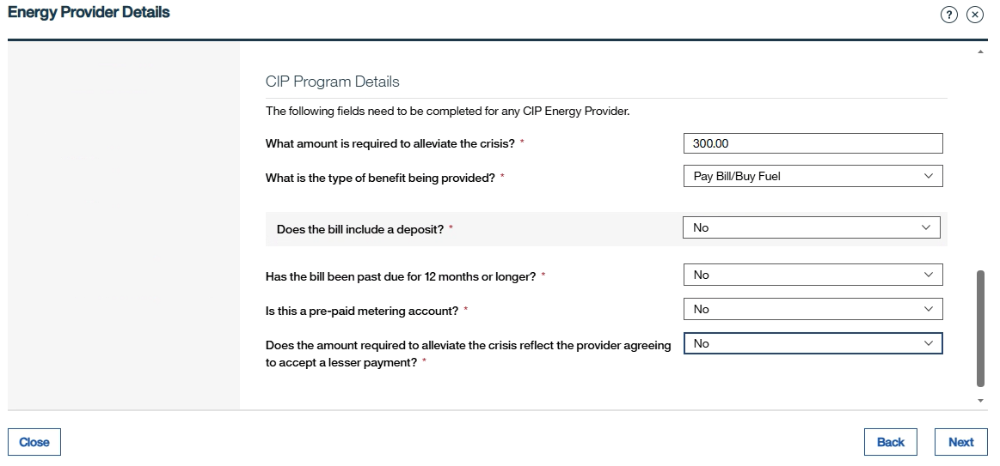 Energy Provider Details
?
CIP Program Details
The following fields need to be completed for any CIP Energy Provider.
What amount is required to alleviate the crisis? * 300.00
What is the type of benefit being provided? * Pay Bill/Buy Fuel
Does the bill include a deposit? * No
Has the bill been past due for 12 months or longer? * No
Is this a pre-paid metering account? * No
Does the amount required to alleviate the crisis reflect the provider agreeing No
to accept a lesser payment? *
Close Back Next